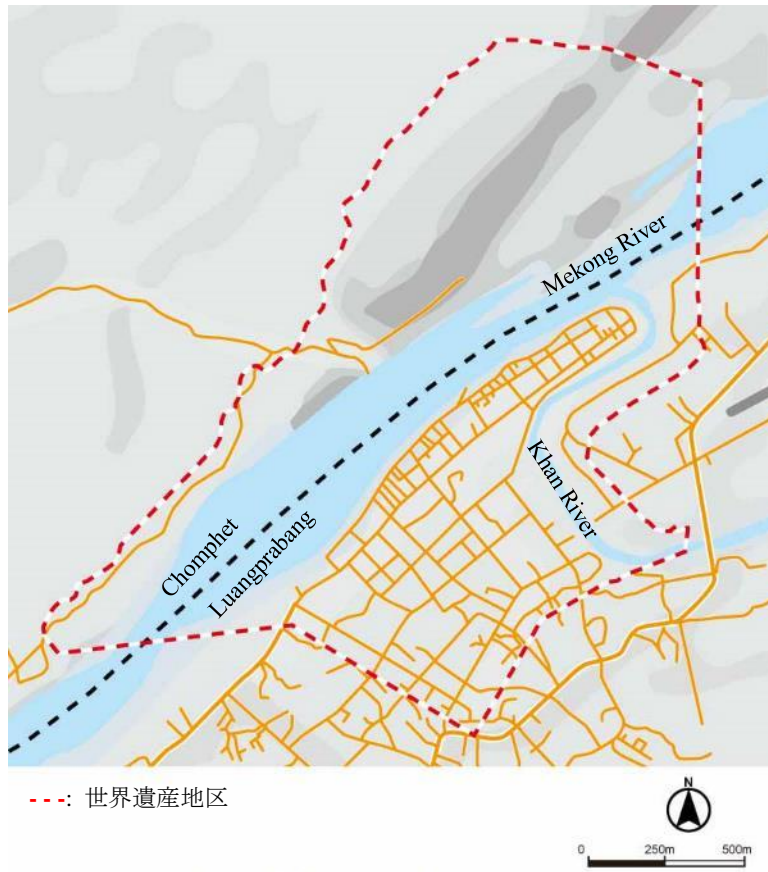 Mekong River
Khan River
Chomphet
Luangprabang
: 世界遺産地区
N
0 250m 500m